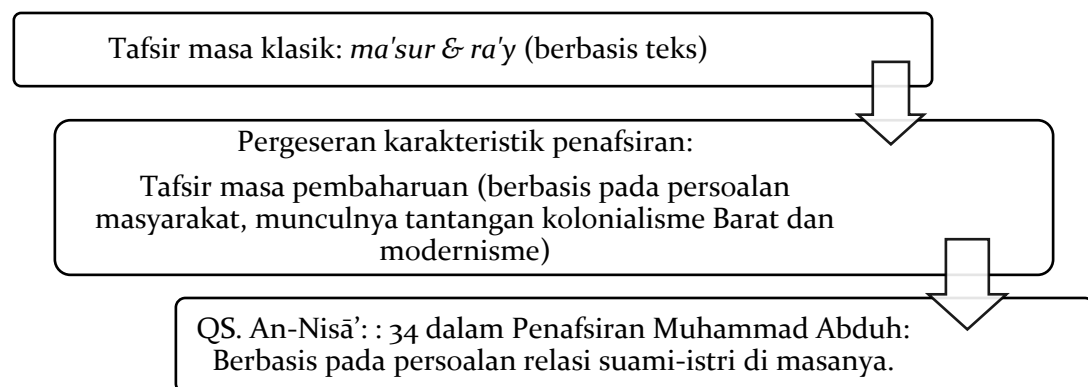 Tafsir masa klasik: ma'sur & ra'y (berbasis teks)
Pergeseran karakteristik penafsiran:
Tafsir masa pembaharuan (berbasis pada persoalan
masyarakat, munculnya tantangan kolonialisme Barat dan
modernisme)
QS. An-Nisā’: : 34 dalam Penafsiran Muhammad Abduh:
Berbasis pada persoalan relasi suami-istri di masanya.